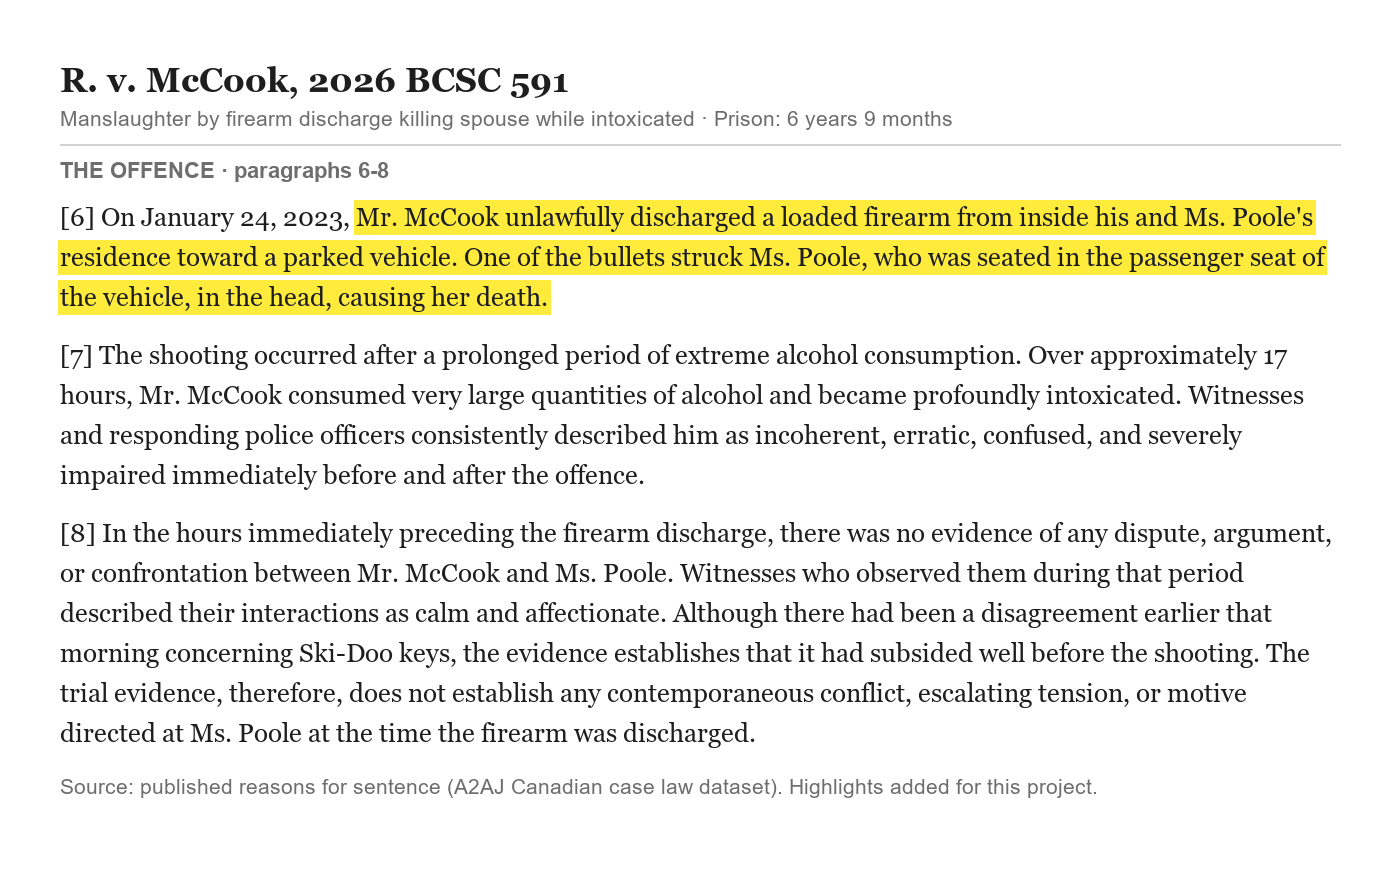 R. v. McCook, 2026 BCSC 591
Manslaughter by firearm discharge killing spouse while intoxicated · Prison: 6 years 9 months
THE OFFENCE · paragraphs 6-8
[6] On January 24, 2023, Mr. McCook unlawfully discharged a loaded firearm from inside his and Ms. Poole's
residence toward a parked vehicle. One of the bullets struck Ms. Poole, who was seated in the passenger seat of
the vehicle, in the head, causing her death.
[7] The shooting occurred after a prolonged period of extreme alcohol consumption. Over approximately 17
hours, Mr. McCook consumed very large quantities of alcohol and became profoundly intoxicated. Witnesses
and responding police officers consistently described him as incoherent, erratic, confused, and severely
impaired immediately before and after the offence.
[8] In the hours immediately preceding the firearm discharge, there was no evidence of any dispute, argument,
or confrontation between Mr. McCook and Ms. Poole. Witnesses who observed them during that period
described their interactions as calm and affectionate. Although there had been a disagreement earlier that
morning concerning Ski-Doo keys, the evidence establishes that it had subsided well before the shooting. The
trial evidence, therefore, does not establish any contemporaneous conflict, escalating tension, or motive
directed at Ms. Poole at the time the firearm was discharged.
Source: published reasons for sentence (A2AJ Canadian case law dataset). Highlights added for this project.